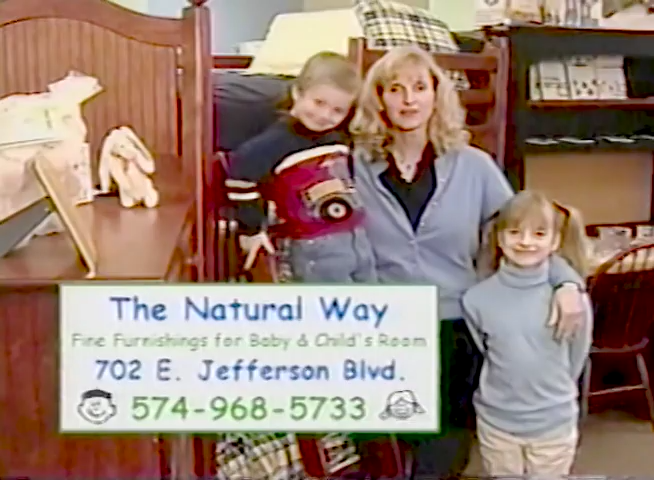 The Natural Way
Fine Furnishings for Baby & Child's Room
702 E. Jefferson Blvd.
574-968-5733